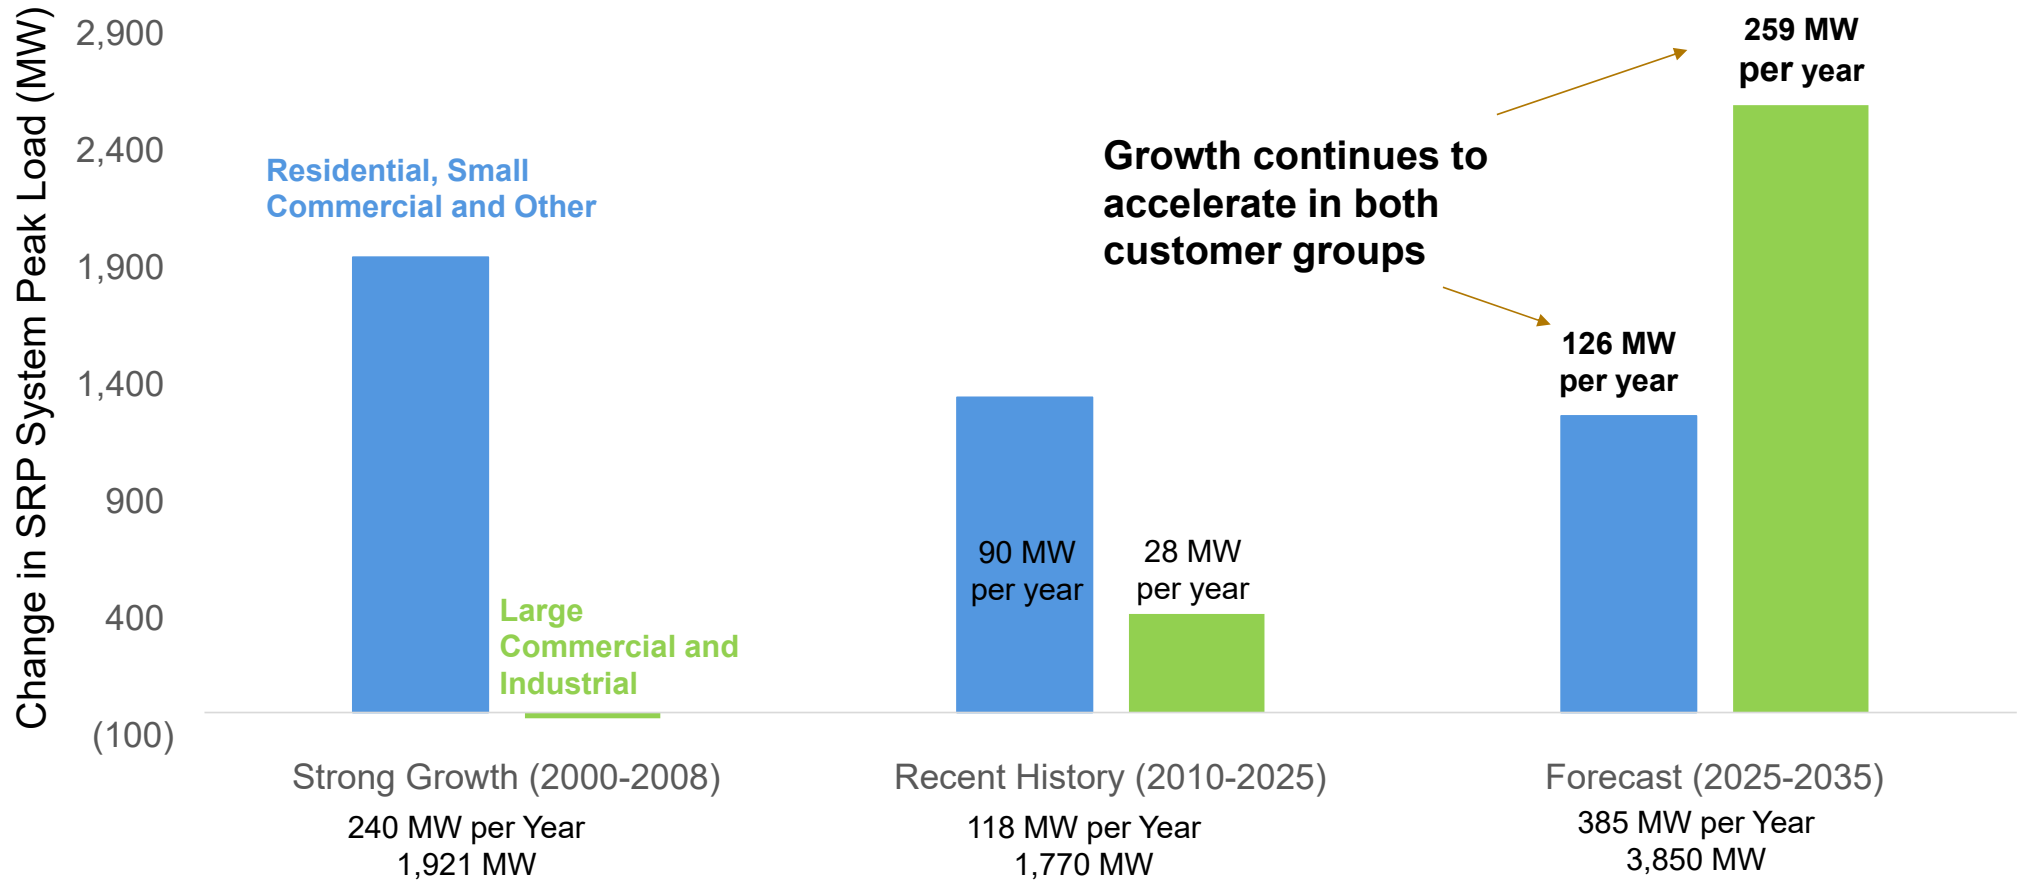 Change in SRP System Peak Load (MW)
2,900
2,400
1,900
1,400
900
400
(100)
Residential, Small
Commercial and Other
Large
Commercial and
Industrial
90 MW
per year
28 MW
per year
Growth continues to
accelerate in both
customer groups
126 MW
per year
259 MW
per year
Strong Growth (2000-2008)
240 MW per Year
1,921 MW
Recent History (2010-2025)
118 MW per Year
1,770 MW
Forecast (2025-2035)
385 MW per Year
3,850 MW